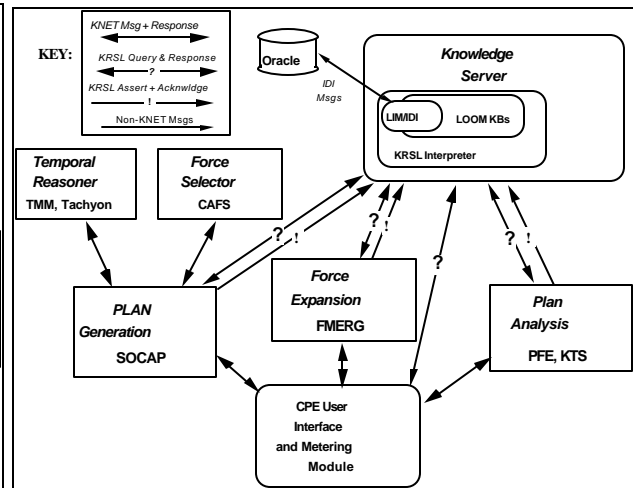 KEY:
KNET Msg + Response
KRSL Query & Response
?
KRSL Assert + Acknwldge
!
Non-KNET Msgs
Oracle
IDI
Msgs
Knowledge
Server
LIM/IDI
LOOM KBs
KRSL Interpreter
Temporal
Reasoner
TMM, Tachyon
Force
Selector
CAFS
?
!
?
!
?
?
!
PLAN
Generation
SOCAP
Force
Expansion
FMERG
Plan
Analysis
PFE, KTS
CPE User
Interface
and Metering
Module